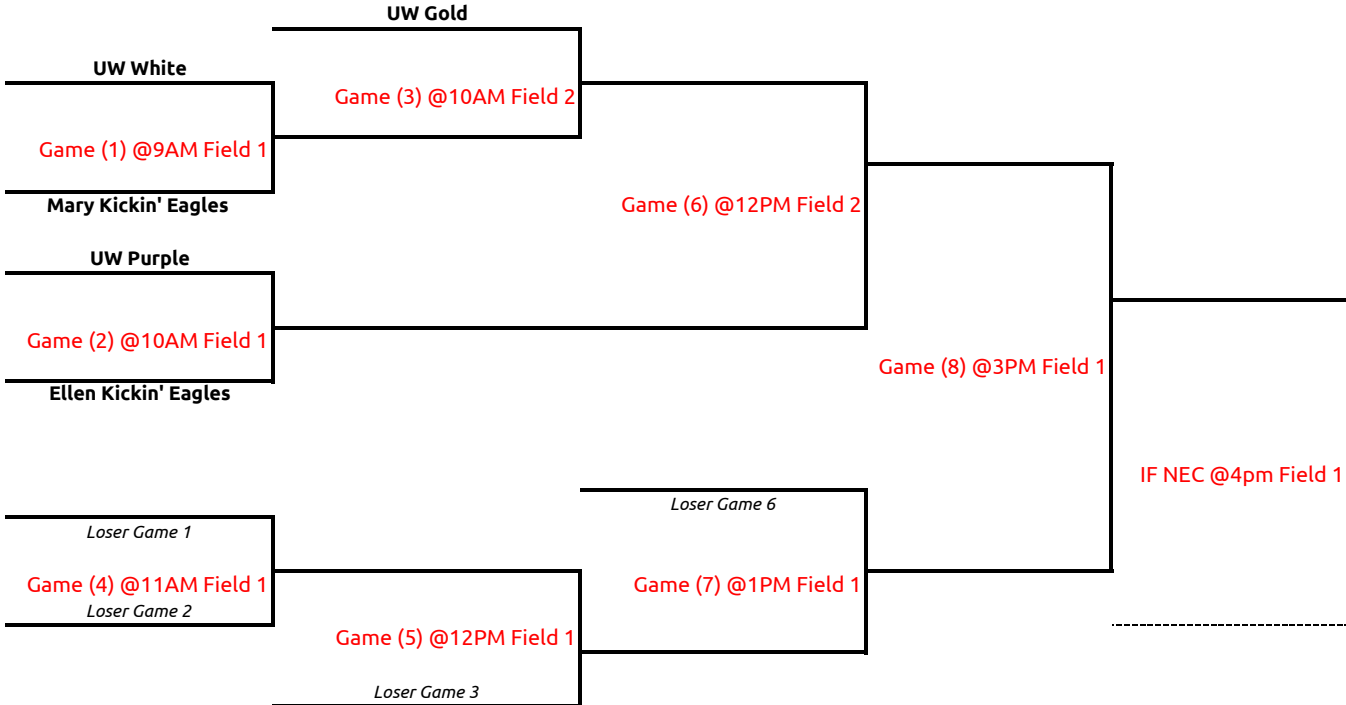 UW Gold
UW White
Game (3) @10AM Field 2
Game (1) @9AM Field 1
Mary Kickin' Eagles
Game (6) @12PM Field 2
UW Purple
Game (2) @10AM Field 1
Game (8) @3PM Field 1
Ellen Kickin' Eagles
IF NEC @4pm Field 1
Loser Game 6
Loser Game 1
Game (4) @11AM Field 1
Game (7) @1PM Field 1
Loser Game 2
Game (5) @12PM Field 1
Loser Game 3